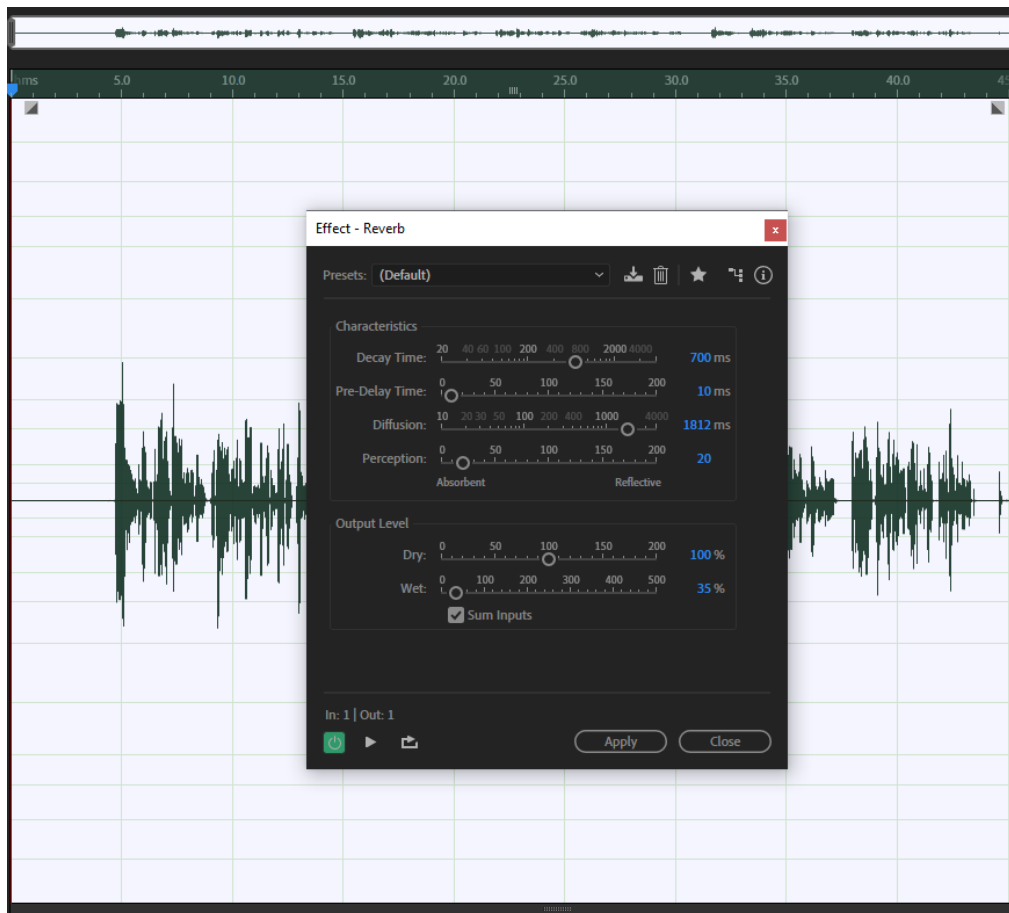 hms 5.0 10.0 15.0 20.0 25.0 30.0 35.0 40.0
Effect - Reverb
x
Presets: (Default)
Characteristics
20 40 60 100 200 400 800 2000 4000
Decay Time: 700 ms
0 50 100 150 200
Pre-Delay Time: 10 ms
10 20 30 50 100 200 400 1000 4000
Diffusion: 1812 ms
0 50 100 150 200
Perception: 20
Absorbent Reflective
Output Level
0 50 100 150 200
Dry: 100 %
0 100 200 300 400 500
Wet: 35 %
Sum Inputs
In: 1 | Out: 1
Apply Close